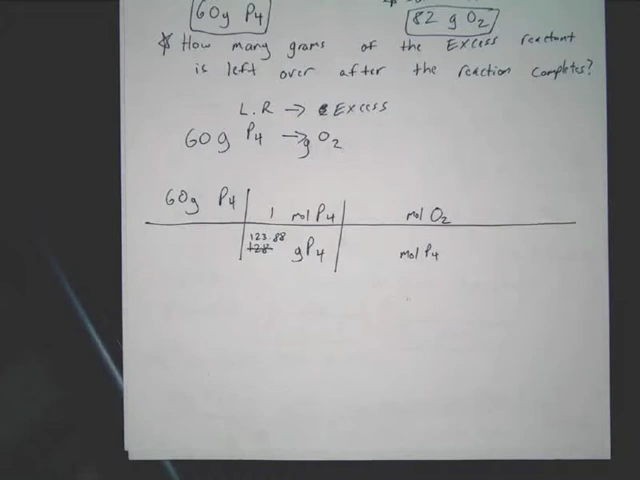 60g P4 82 g O2
* How many grams of the Excess reactant
is left over after the reaction completes?
L.R → Excess
60g P4 → g O2
60g P4 | 1 mol P4 | mol O2
123.88 g P4 | mol P4